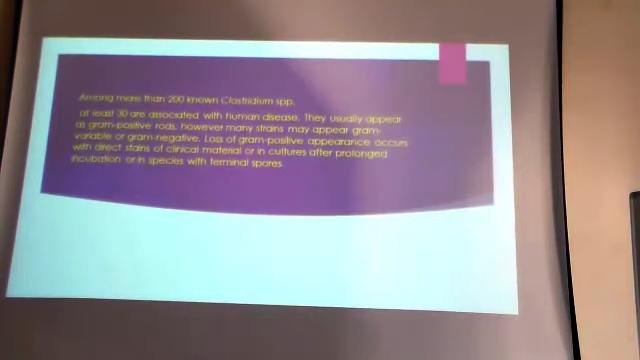 Among more than 200 known Clostridium spp.
at least 30 are associated with human disease. They usually appear
as gram-positive rods, however many strains may appear gram-
variable or gram-negative. Loss of gram-positive appearance occurs
with direct stains of clinical material or in cultures after prolonged
incubation or in species with terminal spores